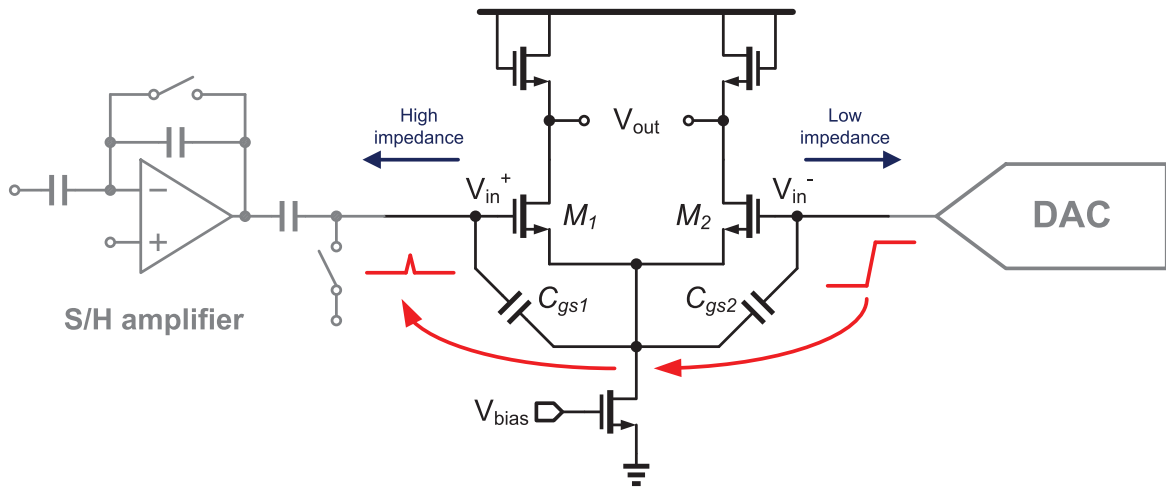 High
impedance
V_out
Low
impedance
V_in^+
V_in^-
M_1
M_2
DAC
S/H amplifier
C_gs1
C_gs2
V_bias
−
+